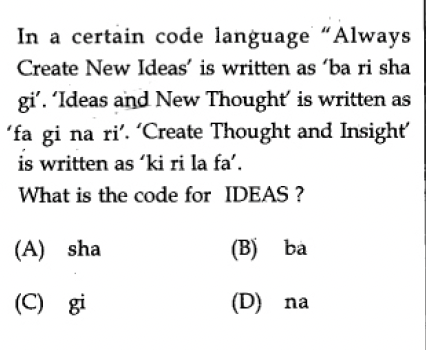 In a certain code language “Always
Create New Ideas’ is written as ‘ba ri sha
gi’. ‘Ideas and New Thought’ is written as
‘fa gi na ri’. ‘Create Thought and Insight’
is written as ‘ki ri la fa’.
What is the code for IDEAS ?
(A) sha (B) ba
(C) gi (D) na